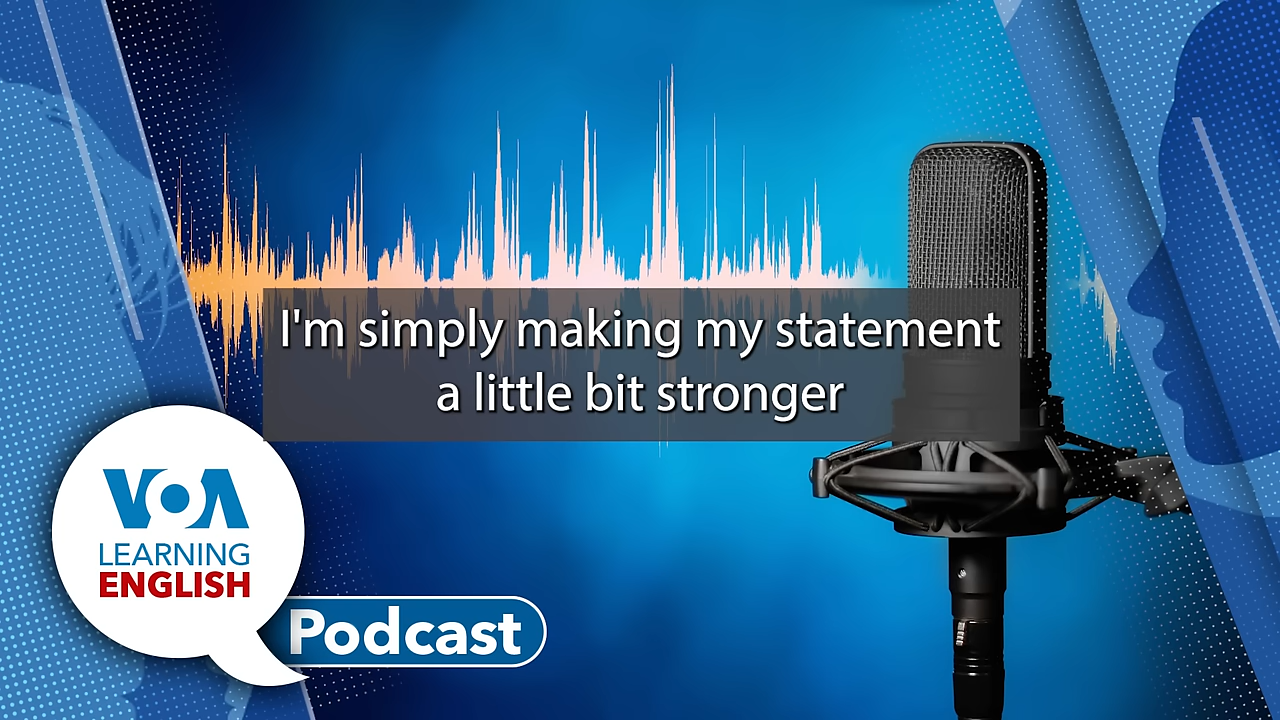 I'm simply making my statement
a little bit stronger
VOA
LEARNING
ENGLISH
Podcast